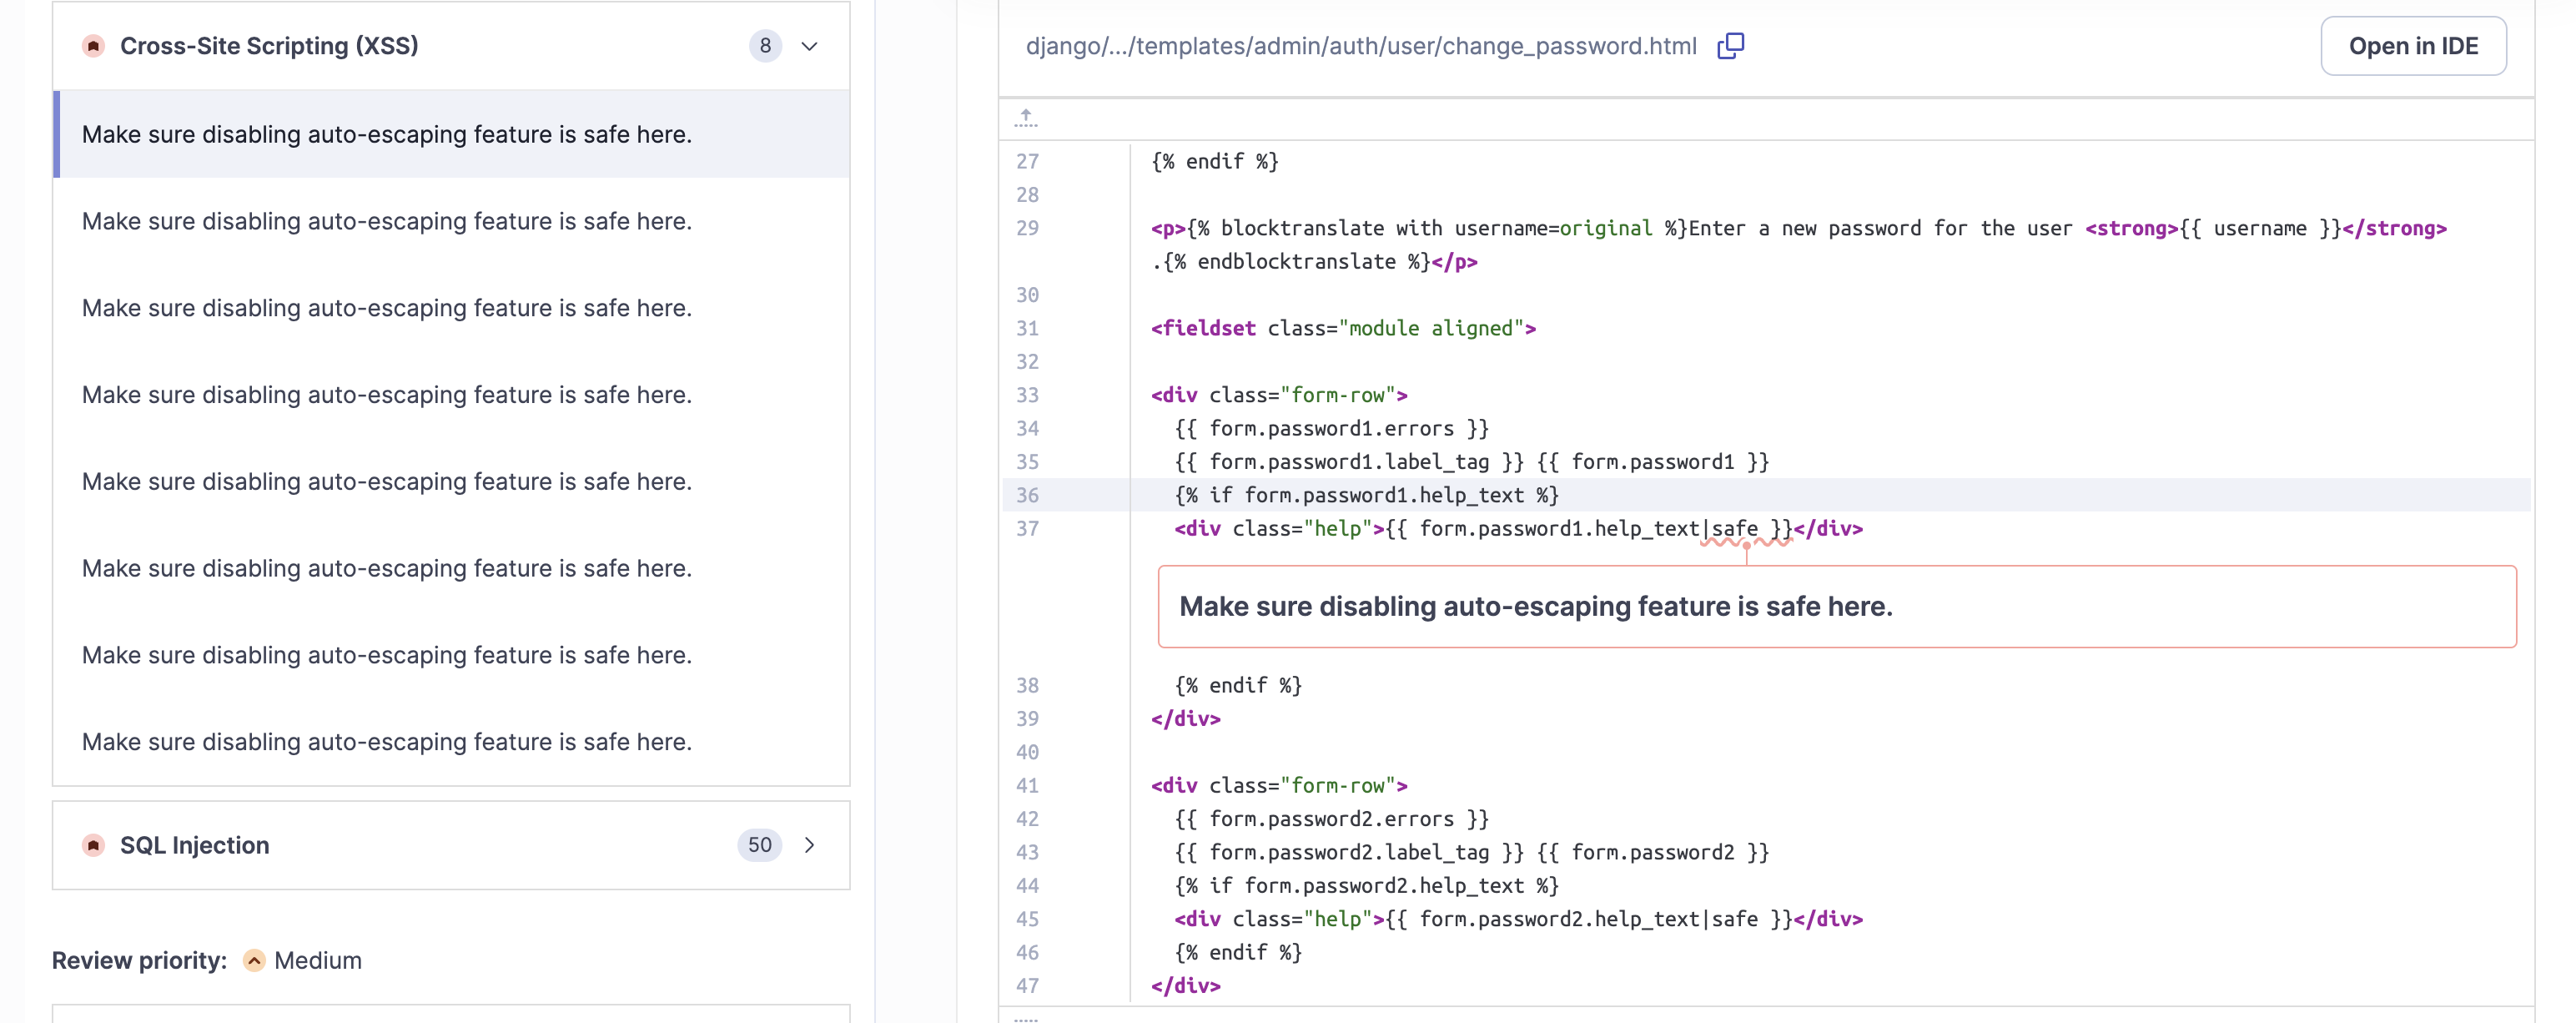 Cross-Site Scripting (XSS) 8
Make sure disabling auto-escaping feature is safe here.
Make sure disabling auto-escaping feature is safe here.
Make sure disabling auto-escaping feature is safe here.
Make sure disabling auto-escaping feature is safe here.
Make sure disabling auto-escaping feature is safe here.
Make sure disabling auto-escaping feature is safe here.
Make sure disabling auto-escaping feature is safe here.
Make sure disabling auto-escaping feature is safe here.
SQL Injection 50
Review priority: Medium
django/.../templates/admin/auth/user/change_password.html
Open in IDE
27 {% endif %}
28
29 <p>{% blocktranslate with username=original %}Enter a new password for the user <strong>{{ username }}</strong>
.{% endblocktranslate %}</p>
30
31 <fieldset class="module aligned">
32
33 <div class="form-row">
34 {{ form.password1.errors }}
35 {{ form.password1.label_tag }} {{ form.password1 }}
36 {% if form.password1.help_text %}
37 <div class="help">{{ form.password1.help_text|safe }}</div>
Make sure disabling auto-escaping feature is safe here.
38 {% endif %}
39 </div>
40
41 <div class="form-row">
42 {{ form.password2.errors }}
43 {{ form.password2.label_tag }} {{ form.password2 }}
44 {% if form.password2.help_text %}
45 <div class="help">{{ form.password2.help_text|safe }}</div>
46 {% endif %}
47 </div>